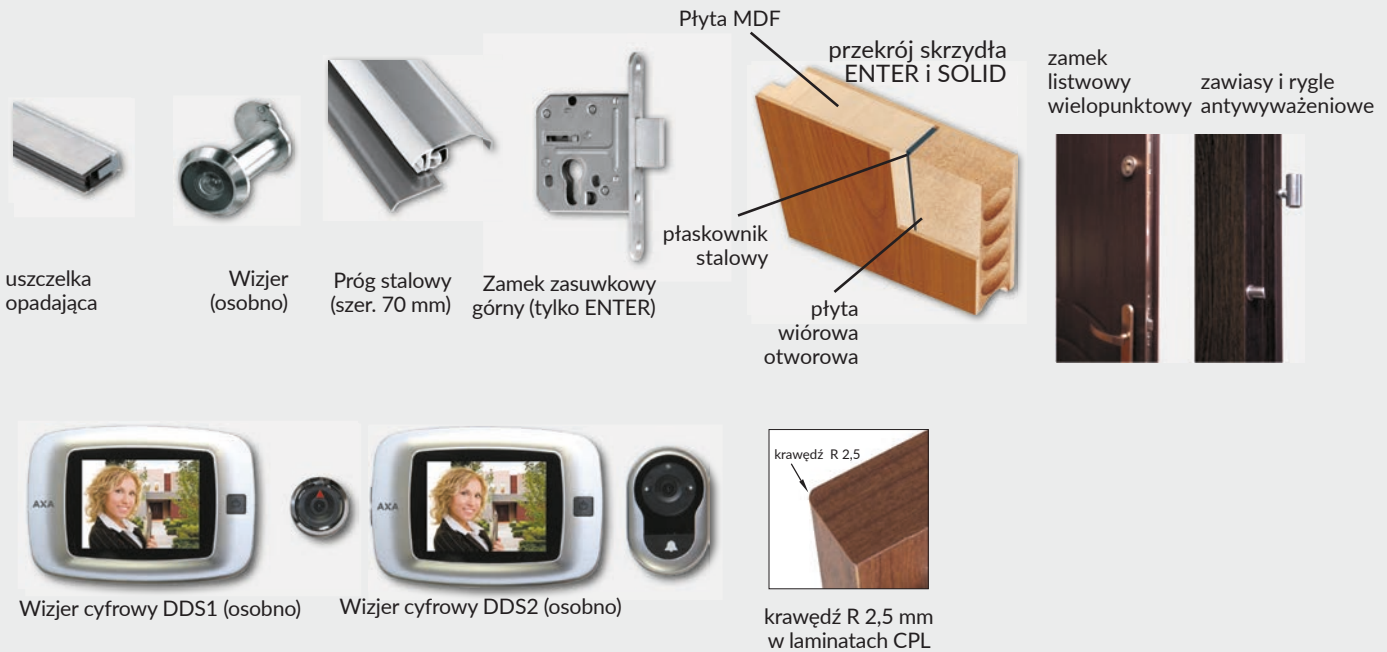 Płyta MDF
przekrój skrzydła
ENTER i SOLID
zamek
listwowy
wielopunktowy
zawiasy i rygle
antywyważeniowe
płaskownik
stalowy
uszczelka
opadająca
Wizjer
(osobno)
Próg stalowy
(szer. 70 mm)
Zamek zasuwkowy
górny (tylko ENTER)
płyta
wiórowa
otworowa
AXA
AXA
krawędź R 2,5
Wizjer cyfrowy DDS1 (osobno)
Wizjer cyfrowy DDS2 (osobno)
krawędź R 2,5 mm
w laminatach CPL